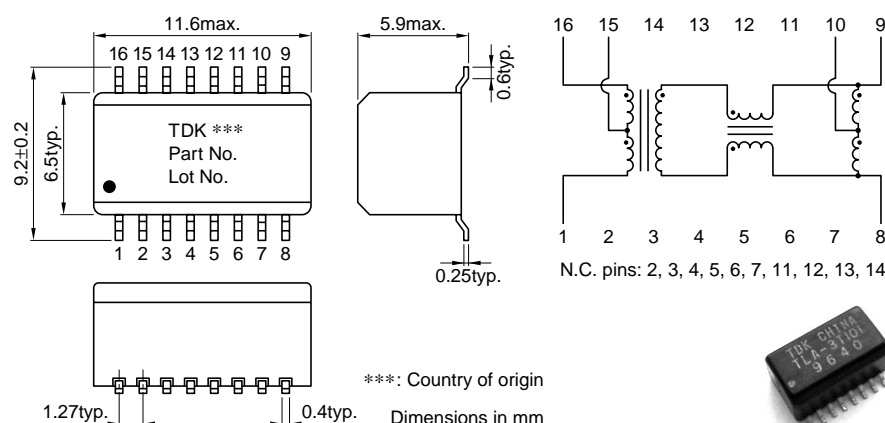 11.6max.
16 15 14 13 12 11 10 9
9.2±0.2
6.5typ.
TDK ***
Part No.
Lot No.
1 2 3 4 5 6 7 8
5.9max.
0.6typ.
0.25typ.
1.27typ.
0.4typ.
***: Country of origin
Dimensions in mm
16 15 14 13 12 11 10 9
1 2 3 4 5 6 7 8
N.C. pins: 2, 3, 4, 5, 6, 7, 11, 12, 13, 14
TDK CHINA
TLA-3T101
9640